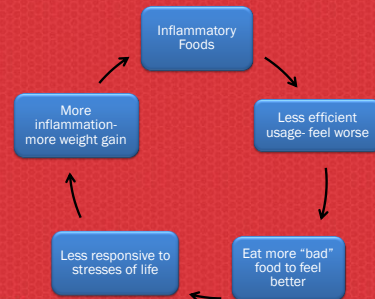 Inflammatory
Foods
Less efficient
usage- feel worse
Eat more “bad”
food to feel
better
Less responsive to
stresses of life
More
inflammation-
more weight gain